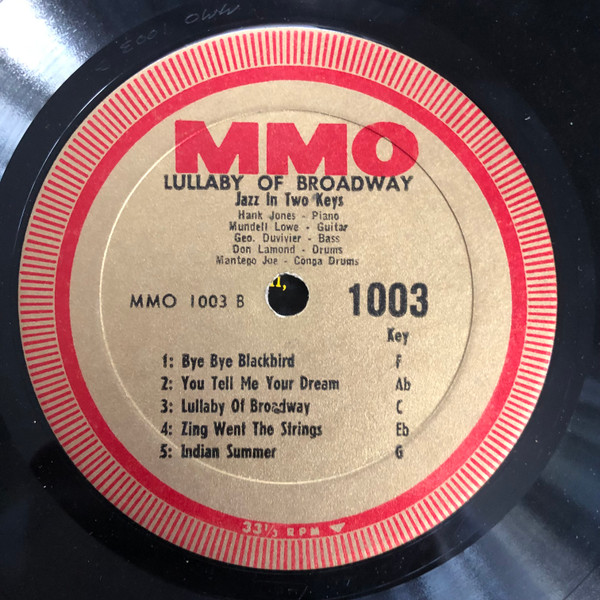 MMO 1003
MMO
LULLABY OF BROADWAY
Jazz In Two Keys
Hank Jones - Piano
Mundell Lowe - Guitar
Geo. Duvivier - Bass
Don Lamond - Drums
Mantego Joe - Conga Drums
MMO 1003 B
1003
Key
1: Bye Bye Blackbird F
2: You Tell Me Your Dream Ab
3: Lullaby Of Broadway C
4: Zing Went The Strings Eb
5: Indian Summer G
33⅓ RPM